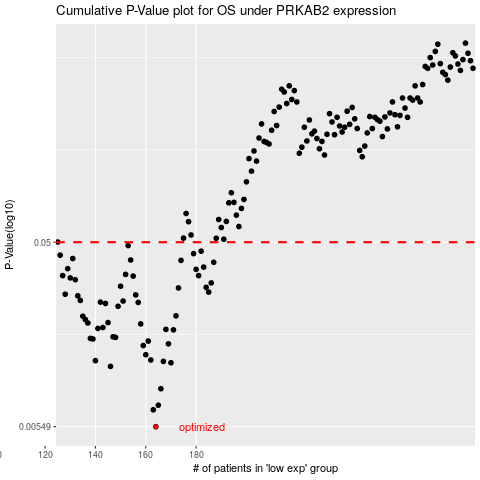 Cumulative P-Value plot for OS under PRKAB2 expression
P-Value(log10)
0.05
0.00549
optimized
0 120 140 160 180
# of patients in 'low exp' group